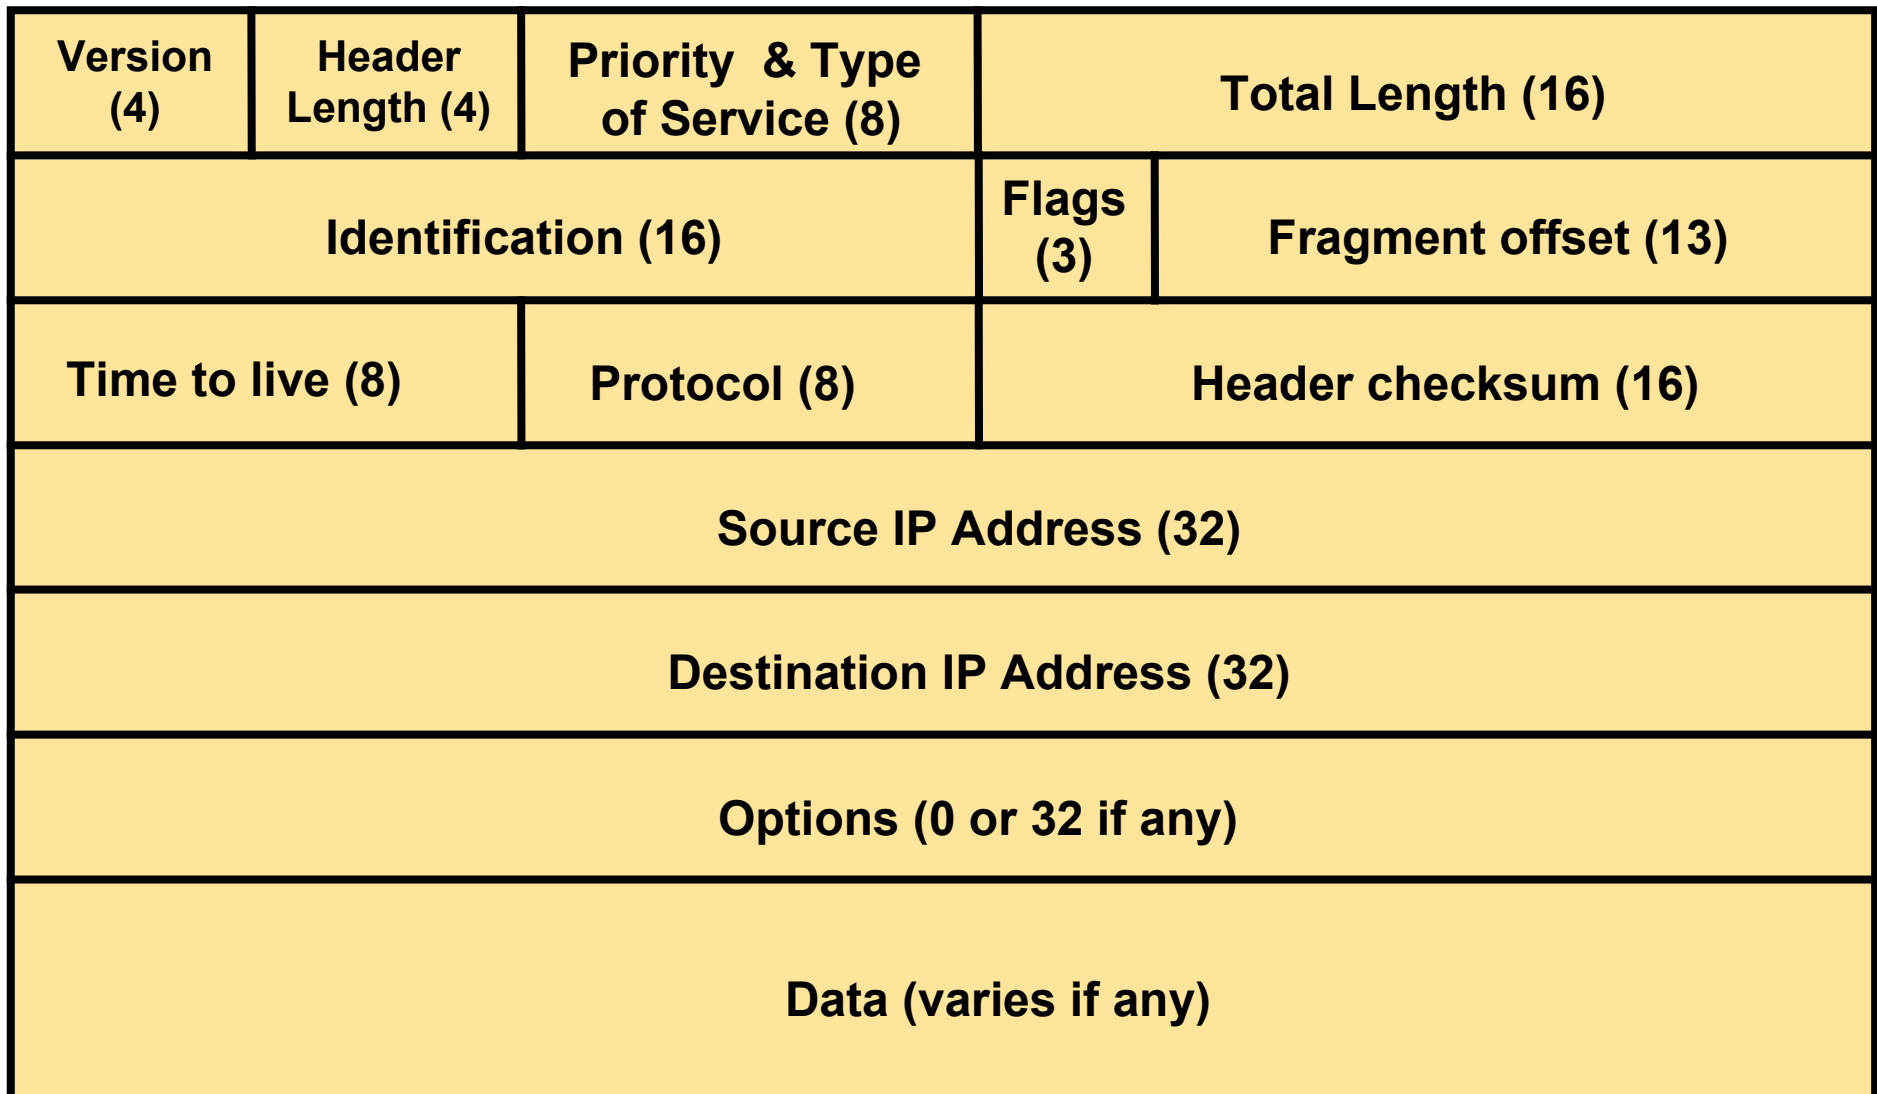 Version
(4)
Header
Length (4)
Priority & Type
of Service (8)
Total Length (16)
Identification (16)
Flags
(3)
Fragment offset (13)
Time to live (8)
Protocol (8)
Header checksum (16)
Source IP Address (32)
Destination IP Address (32)
Options (0 or 32 if any)
Data (varies if any)